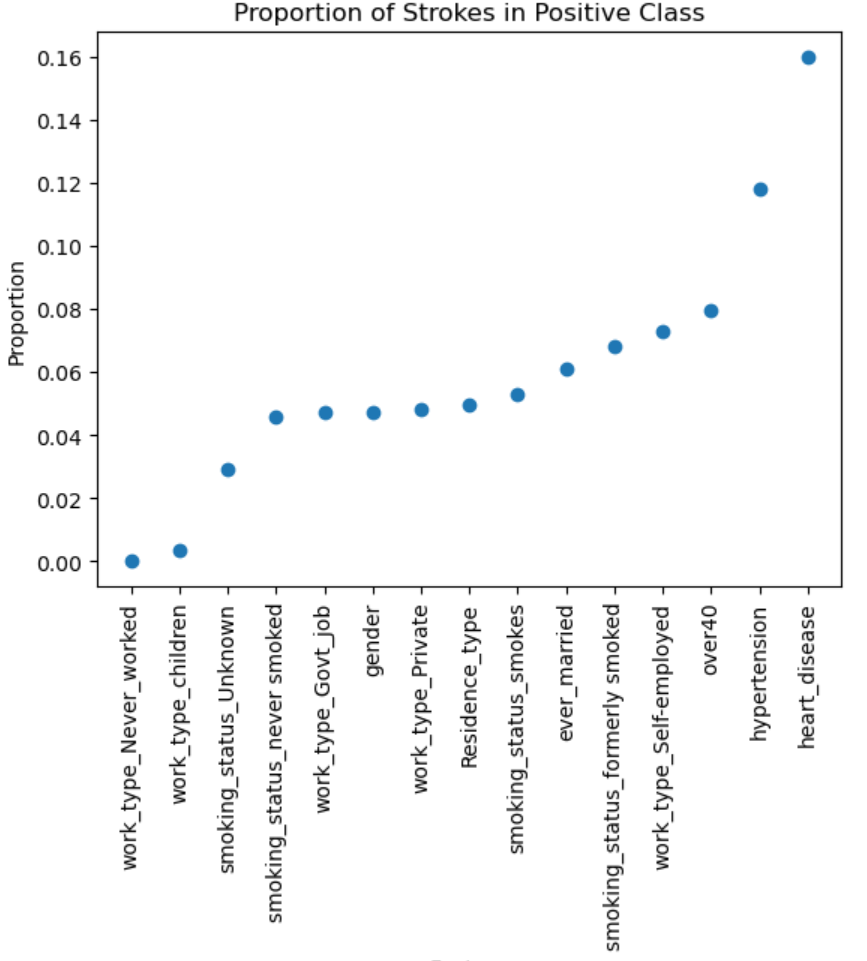 Proportion of Strokes in Positive Class
Proportion
0.16
0.14
0.12
0.10
0.08
0.06
0.04
0.02
0.00
work_type_Never_worked
work_type_children
smoking_status_Unknown
smoking_status_never smoked
work_type_Govt_job
gender
work_type_Private
Residence_type
smoking_status_smokes
ever_married
smoking_status_formerly smoked
work_type_Self-employed
over40
hypertension
heart_disease